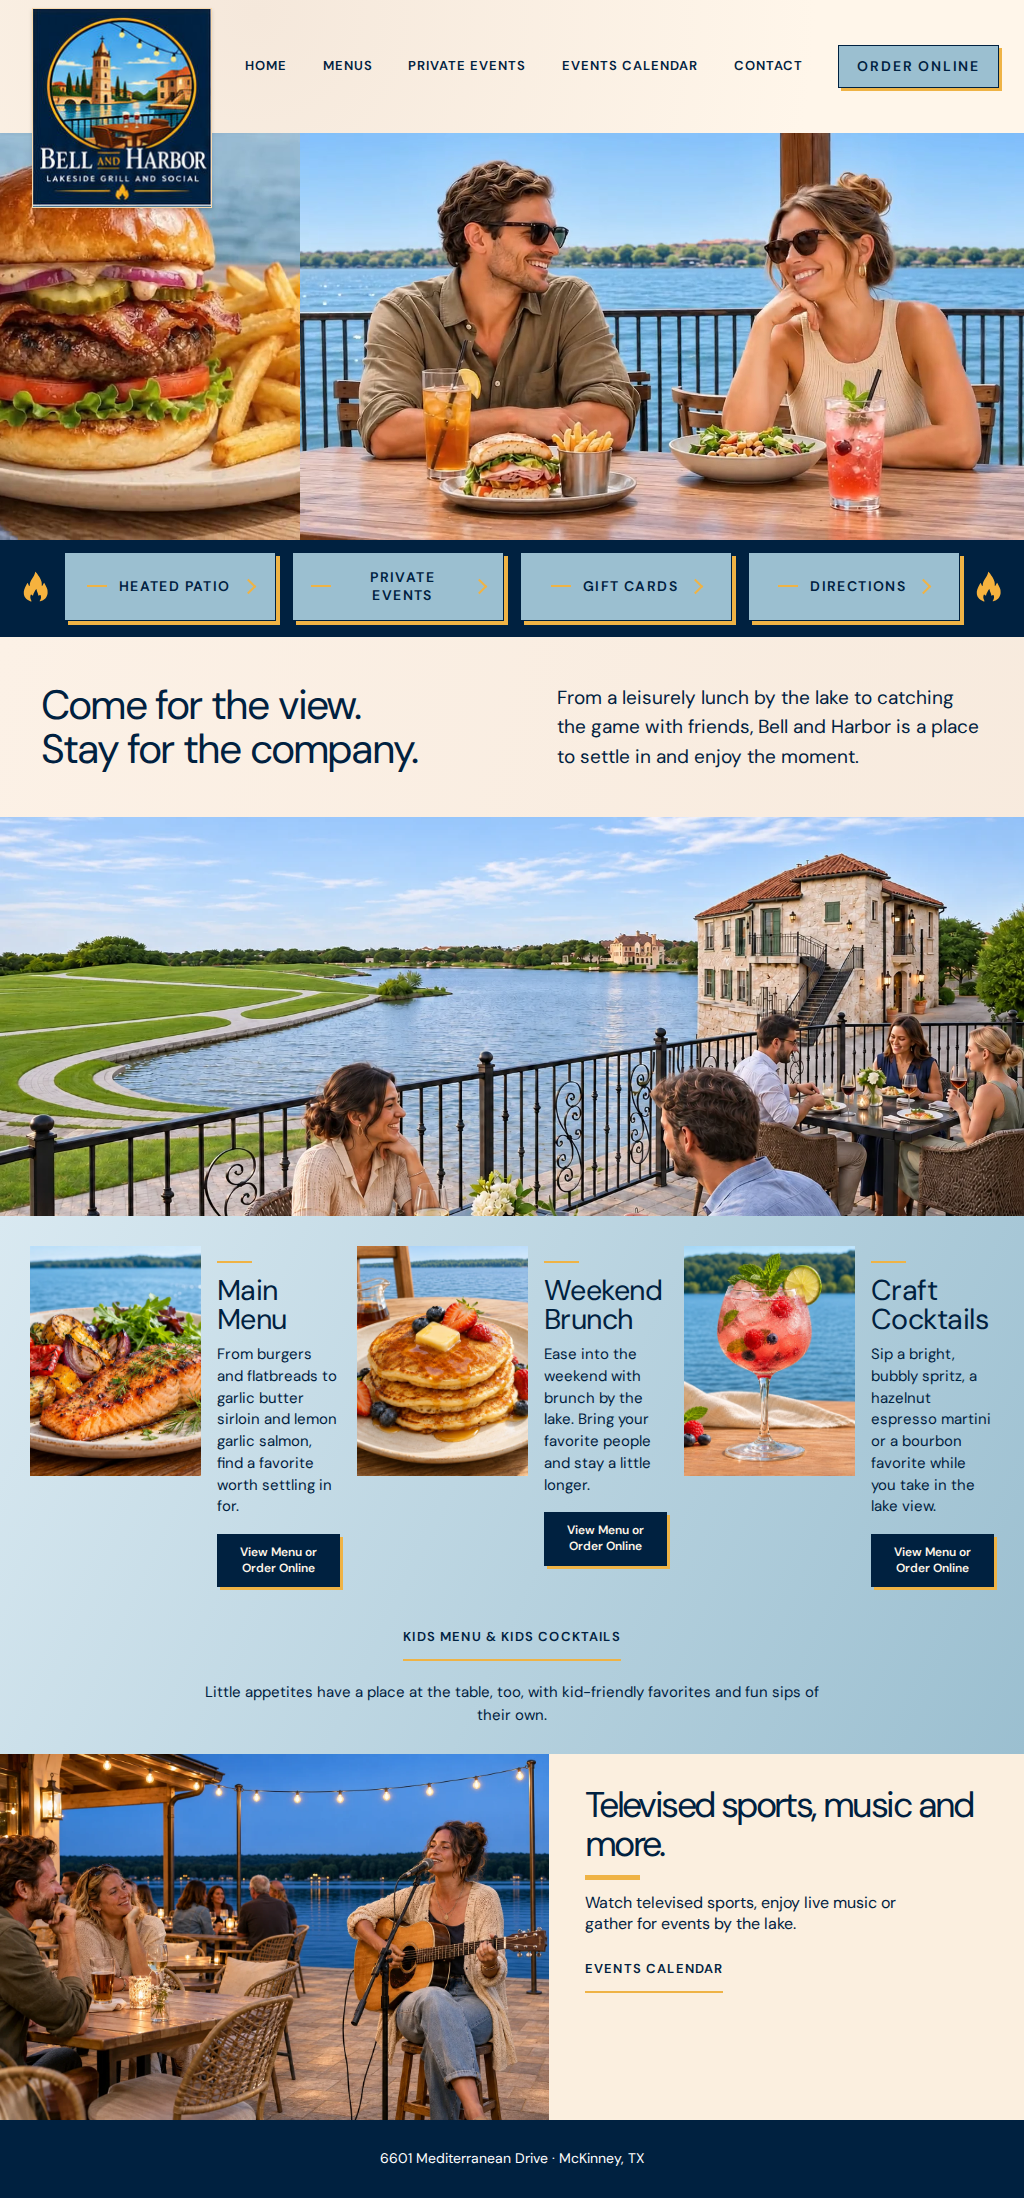 BELL AND HARBOR
LAKESIDE GRILL AND SOCIAL
HOME
MENUS
PRIVATE EVENTS
EVENTS CALENDAR
CONTACT
ORDER ONLINE
HEATED PATIO
PRIVATE
EVENTS
GIFT CARDS
DIRECTIONS
Come for the view.
Stay for the company.
From a leisurely lunch by the lake to catching
the game with friends, Bell and Harbor is a place
to settle in and enjoy the moment.
Main
Menu
From burgers
and flatbreads to
garlic butter
sirloin and lemon
garlic salmon,
find a favorite
worth settling in
for.
View Menu or
Order Online
Weekend
Brunch
Ease into the
weekend with
brunch by the
lake. Bring your
favorite people
and stay a little
longer.
View Menu or
Order Online
Craft
Cocktails
Sip a bright,
bubbly spritz, a
hazelnut
espresso martini
or a bourbon
favorite while
you take in the
lake view.
View Menu or
Order Online
KIDS MENU & KIDS COCKTAILS
Little appetites have a place at the table, too, with kid-friendly favorites and fun sips of
their own.
Televised sports, music and
more.
Watch televised sports, enjoy live music or
gather for events by the lake.
EVENTS CALENDAR
6601 Mediterranean Drive · McKinney, TX